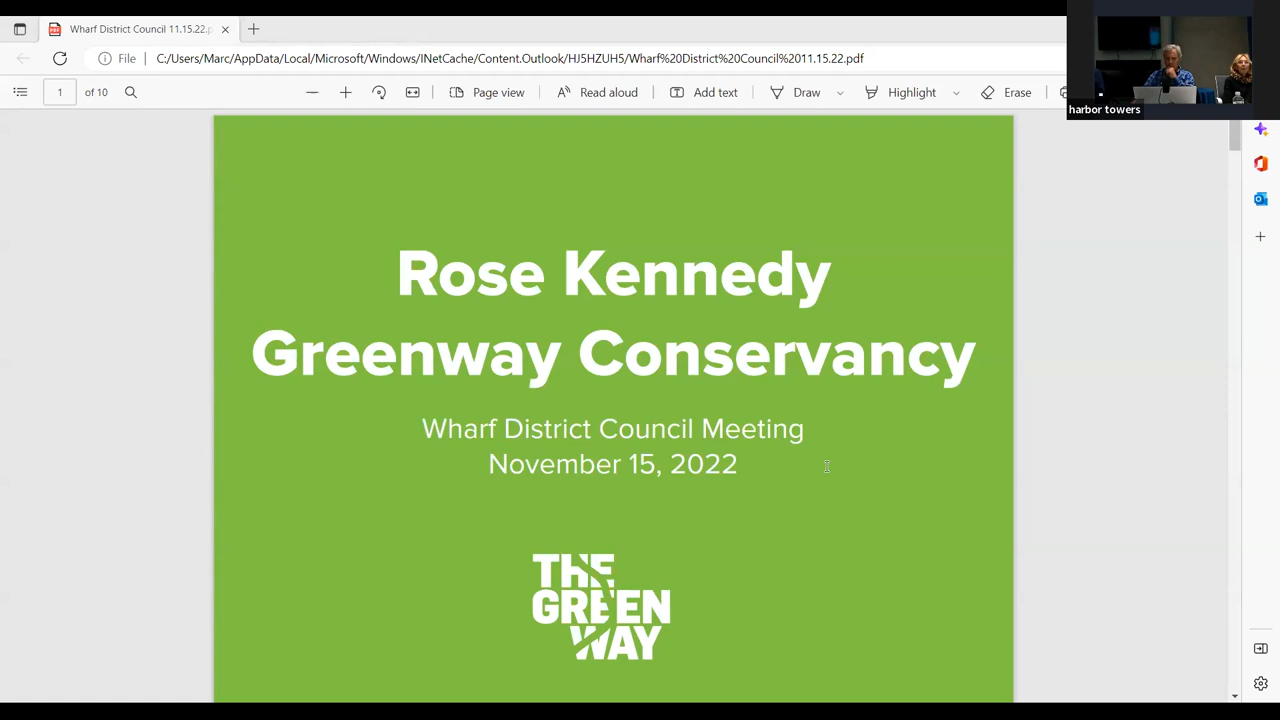 Wharf District Council 11.15.22.p
File
C:/Users/Marc/AppData/Local/Microsoft/Windows/INetCache/Content.Outlook/HJ5HZUH5/Wharf%20District%20Council%2011.15.22.pdf
1 of 10
Page view
Read aloud
Add text
Draw
Highlight
Erase
harbor towers
Rose Kennedy
Greenway Conservancy
Wharf District Council Meeting
November 15, 2022
THE
GREEN
WAY